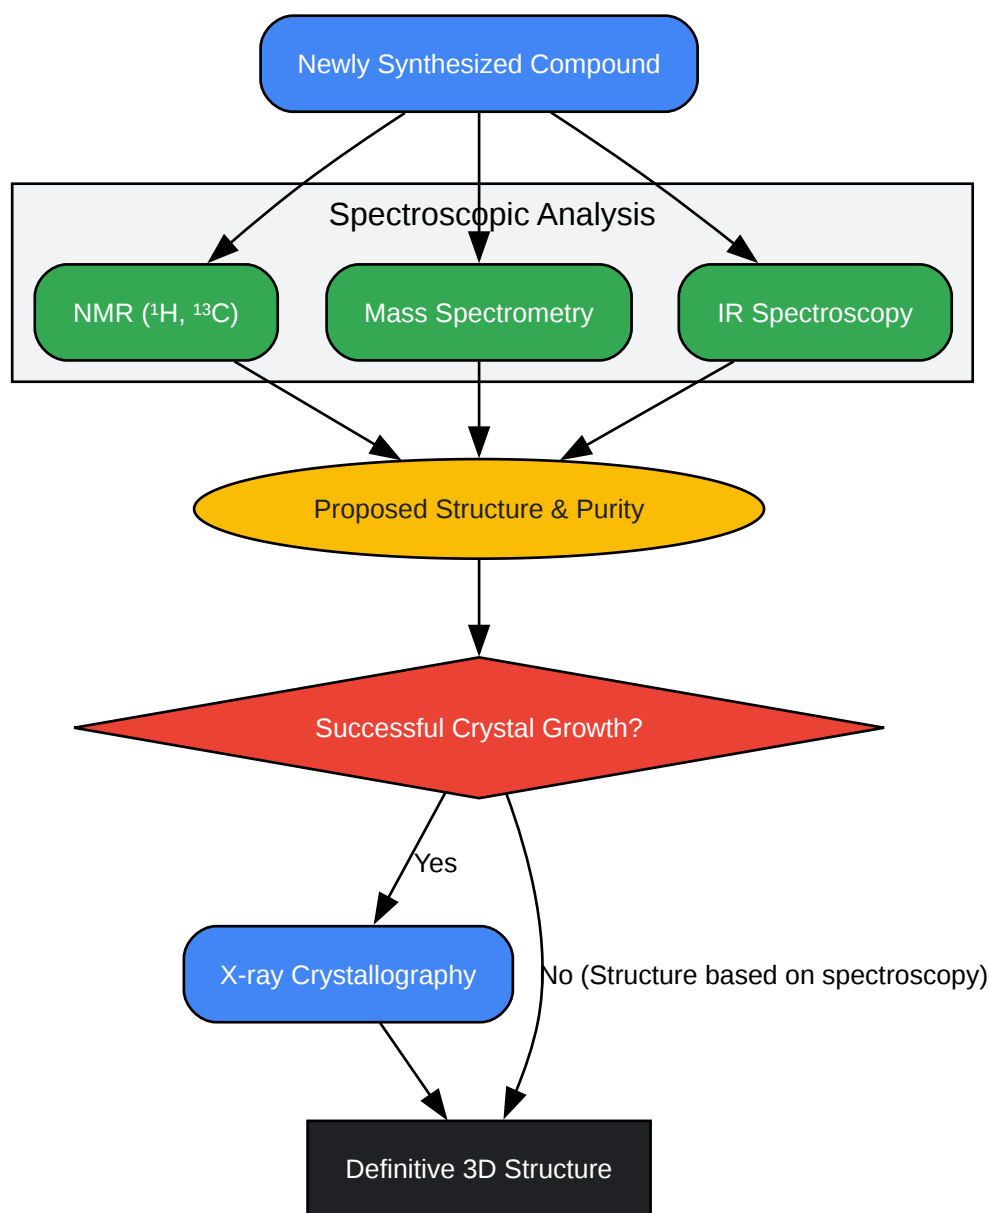 Newly Synthesized Compound
Spectroscopic Analysis
NMR (¹H, ¹³C)
Mass Spectrometry
IR Spectroscopy
Proposed Structure & Purity
Successful Crystal Growth?
Yes
X-ray Crystallography
No (Structure based on spectroscopy)
Definitive 3D Structure